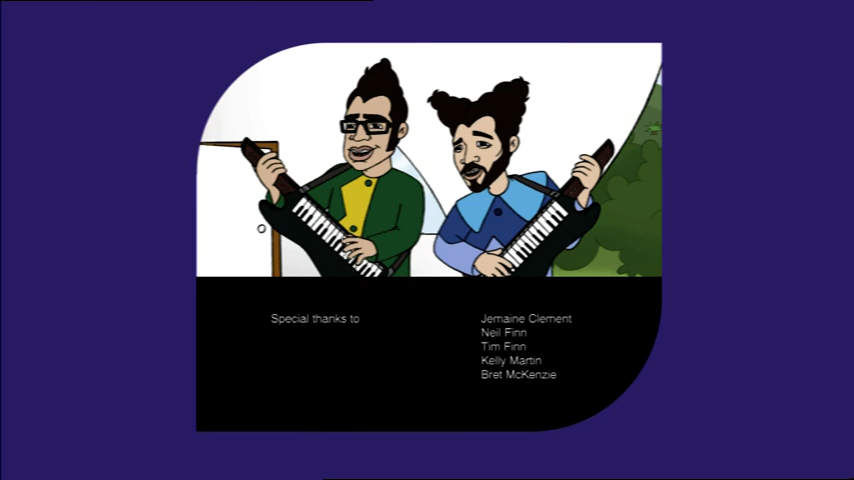 Special thanks to
Jemaine Clement
Neil Finn
Tim Finn
Kelly Martin
Bret McKenzie